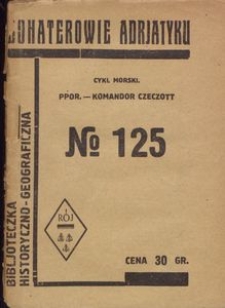 BOHATEROWIE ADRJATYKU
CYKL MORSKI.
PPOR. — KOMANDOR CZECZOTT
№ 125
BIBLJOTECZKA
HISTORYCZNO-GEOGRAFICZNA
RÓJ
CENA 30 GR.